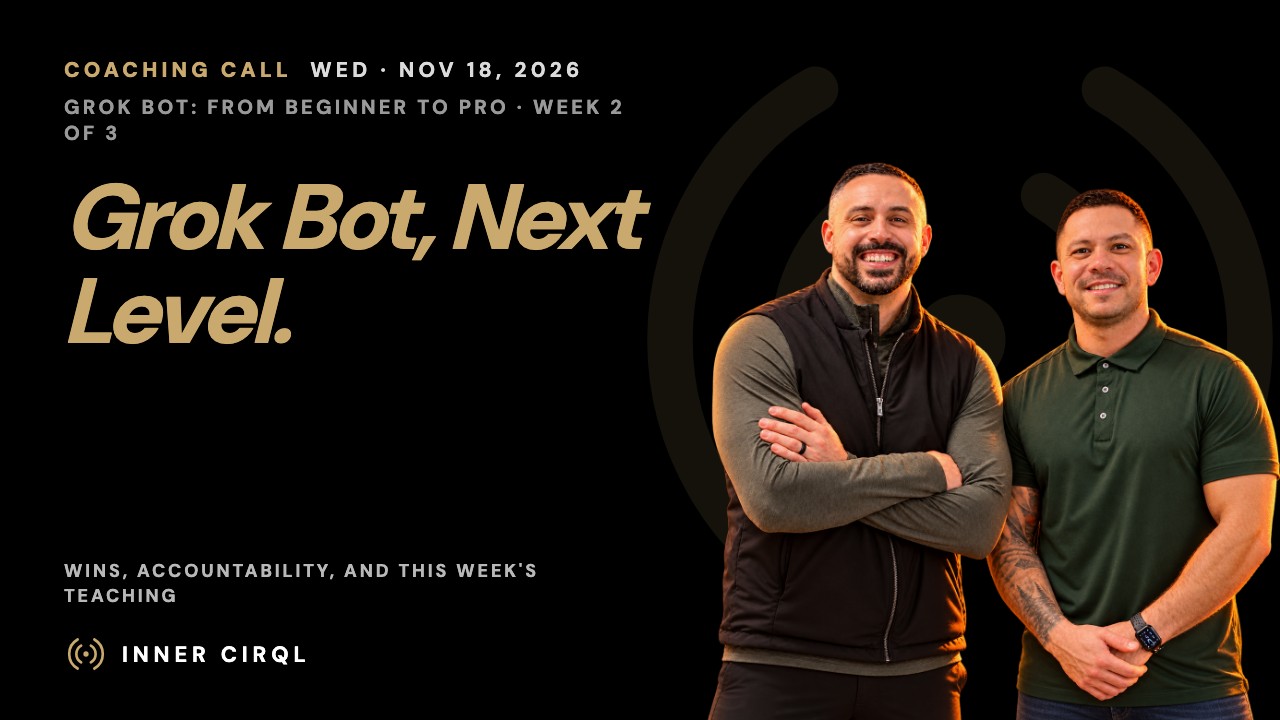 COACHING CALL WED · NOV 18, 2026
GROK BOT: FROM BEGINNER TO PRO · WEEK 2
OF 3
Grok Bot, Next
Level.
WINS, ACCOUNTABILITY, AND THIS WEEK'S
TEACHING
INNER CIRQL